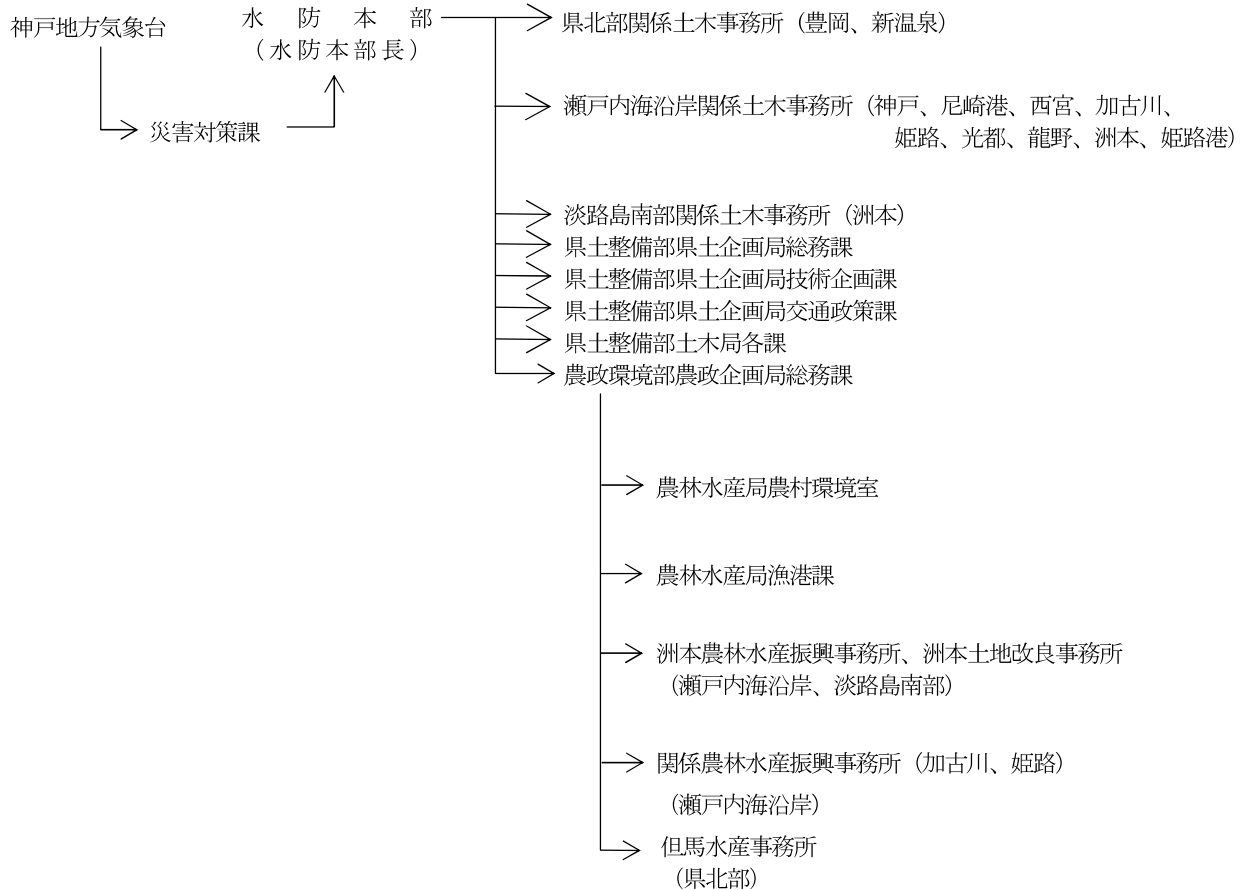 神戸地方気象台
災害対策課
水防本部
（水防本部長）
県北部関係土木事務所（豊岡、新温泉）
瀬戸内海沿岸関係土木事務所（神戸、尼崎港、西宮、加古川、
姫路、光都、龍野、洲本、姫路港）
淡路島南部関係土木事務所（洲本）
県土整備部県土企画局総務課
県土整備部県土企画局技術企画課
県土整備部県土企画局交通政策課
県土整備部土木局各課
農政環境部農政企画局総務課
農林水産局農村環境室
農林水産局漁港課
洲本農林水産振興事務所、洲本土地改良事務所
（瀬戸内海沿岸、淡路島南部）
関係農林水産振興事務所（加古川、姫路）
（瀬戸内海沿岸）
但馬水産事務所
（県北部）